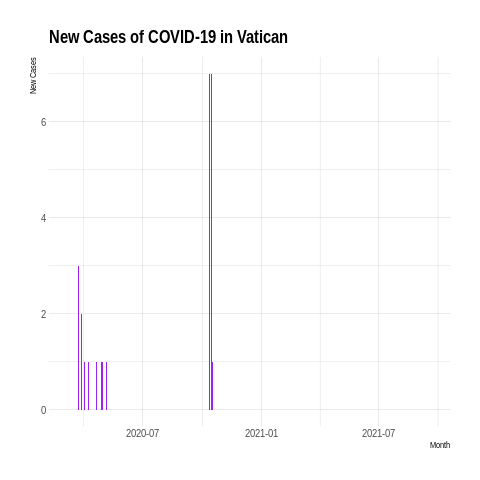 New Cases of COVID-19 in Vatican
New Cases
6
4
2
0
2020-07
2021-01
2021-07
Month